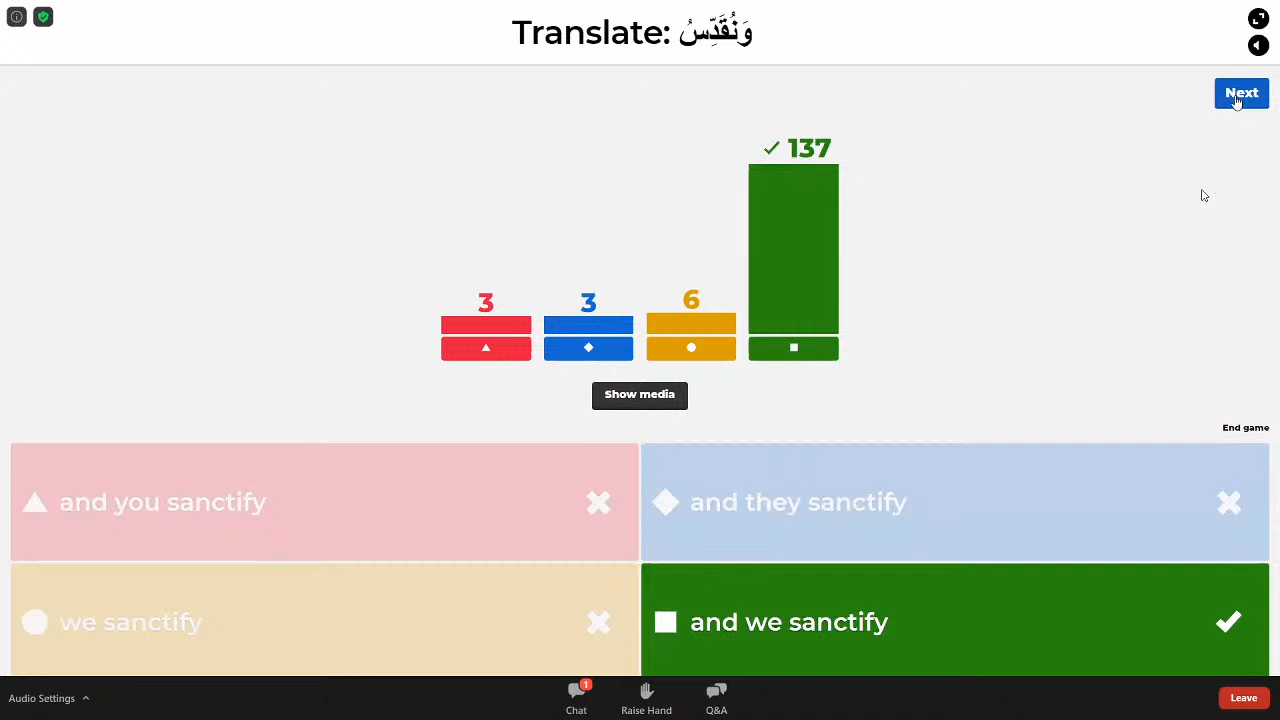 Translate: وَنُقَدِّسُ
Next
137
3
3
6
Show media
End game
and you sanctify
and they sanctify
we sanctify
and we sanctify
Audio Settings
1
Chat
Raise Hand
Q&A
Leave